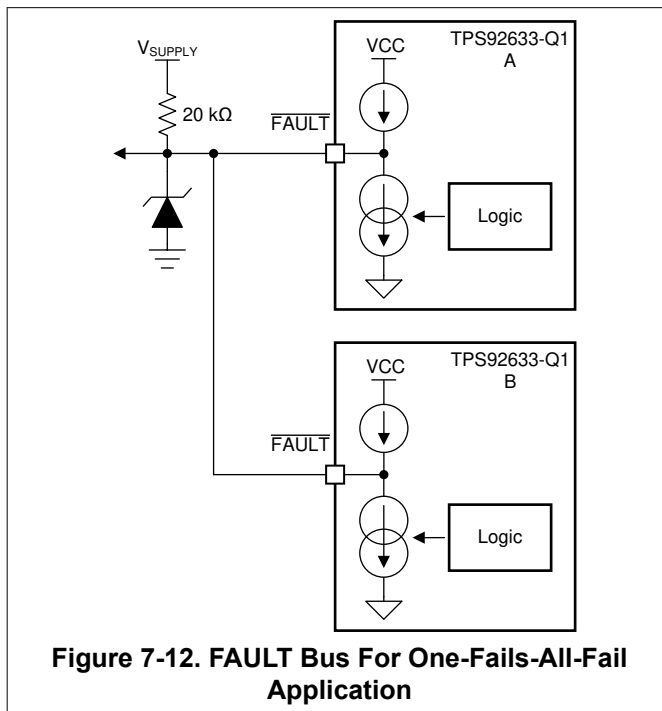 V_SUPPLY
20 kΩ
FAULT
VCC
TPS92633-Q1
A
Logic
FAULT
VCC
TPS92633-Q1
B
Logic
Figure 7-12. FAULT Bus For One-Fails-All-Fail
Application